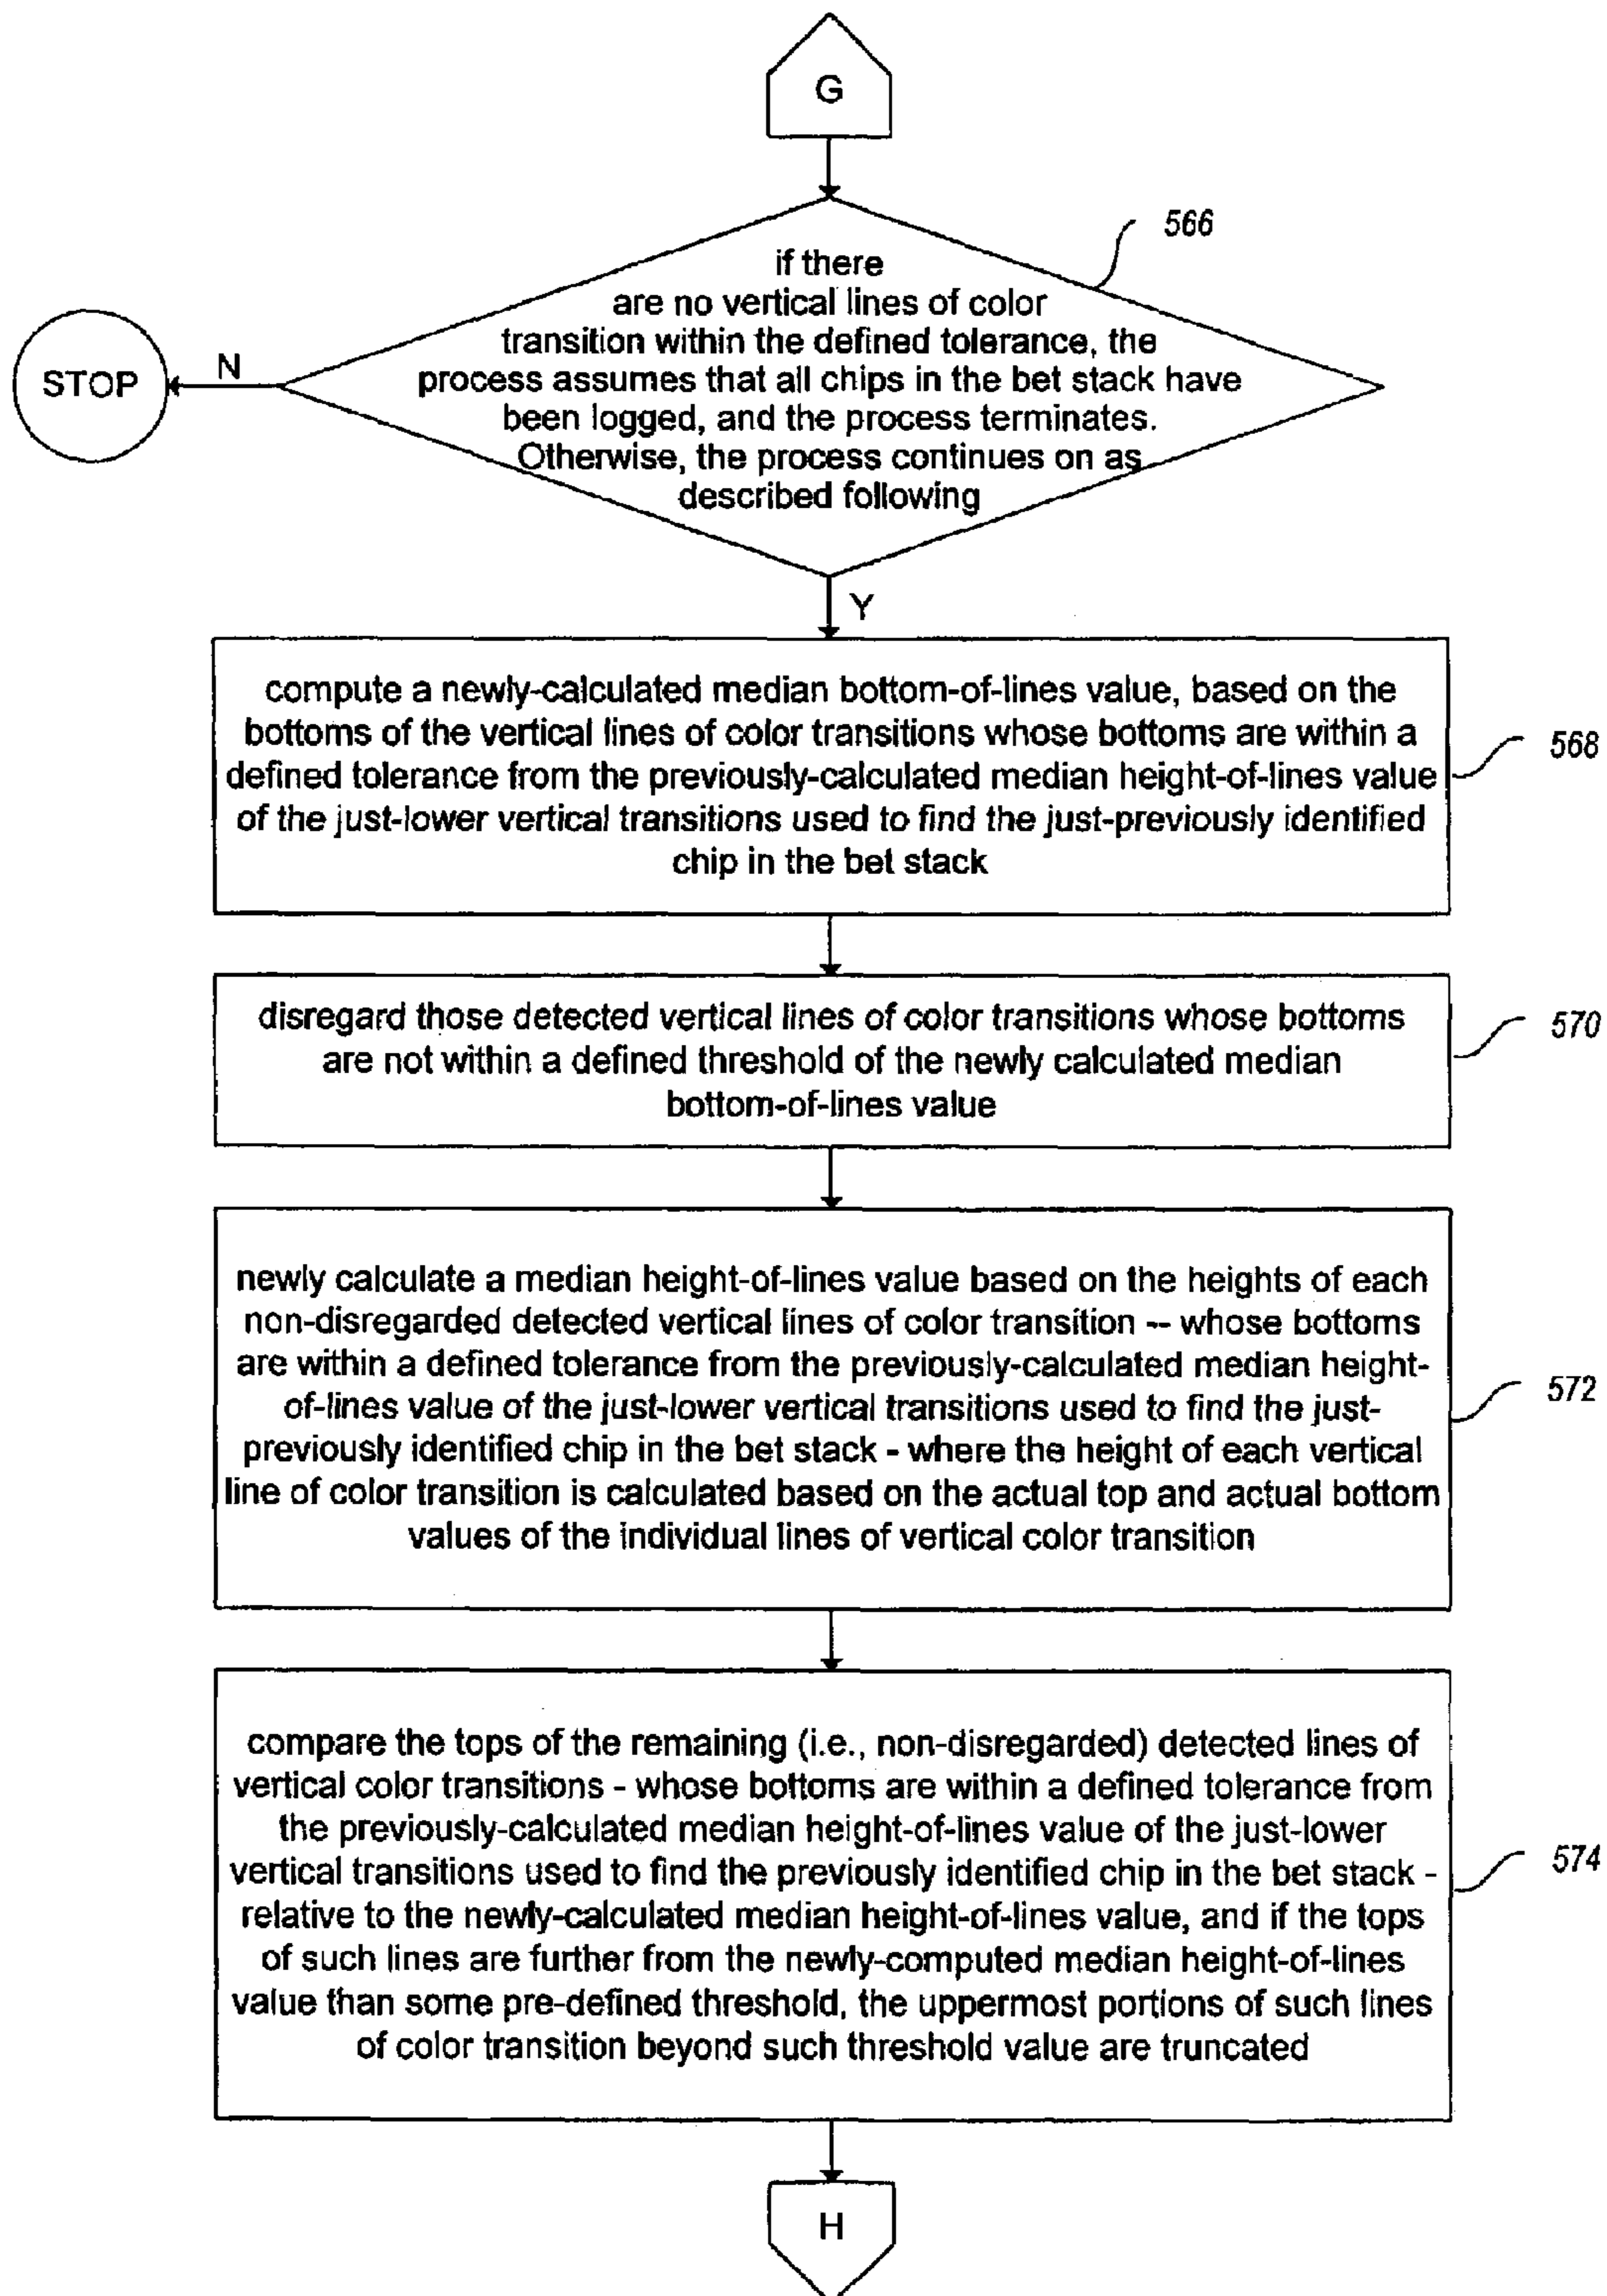 G
566
if there
are no vertical lines of color
transition within the defined tolerance, the
process assumes that all chips in the bet stack have
been logged, and the process terminates.
Otherwise, the process continues on as
described following
N
STOP
Y
compute a newly-calculated median bottom-of-lines value, based on the
bottoms of the vertical lines of color transitions whose bottoms are within a
defined tolerance from the previously-calculated median height-of-lines value
of the just-lower vertical transitions used to find the just-previously identified
chip in the bet stack
568
disregard those detected vertical lines of color transitions whose bottoms
are not within a defined threshold of the newly calculated median
bottom-of-lines value
570
newly calculate a median height-of-lines value based on the heights of each
non-disregarded detected vertical lines of color transition -- whose bottoms
are within a defined tolerance from the previously-calculated median height-
of-lines value of the just-lower vertical transitions used to find the just-
previously identified chip in the bet stack - where the height of each vertical
line of color transition is calculated based on the actual top and actual bottom
values of the individual lines of vertical color transition
572
compare the tops of the remaining (i.e., non-disregarded) detected lines of
vertical color transitions - whose bottoms are within a defined tolerance from
the previously-calculated median height-of-lines value of the just-lower
vertical transitions used to find the previously identified chip in the bet stack -
relative to the newly-calculated median height-of-lines value, and if the tops
of such lines are further from the newly-computed median height-of-lines
value than some pre-defined threshold, the uppermost portions of such lines
of color transition beyond such threshold value are truncated
574
H